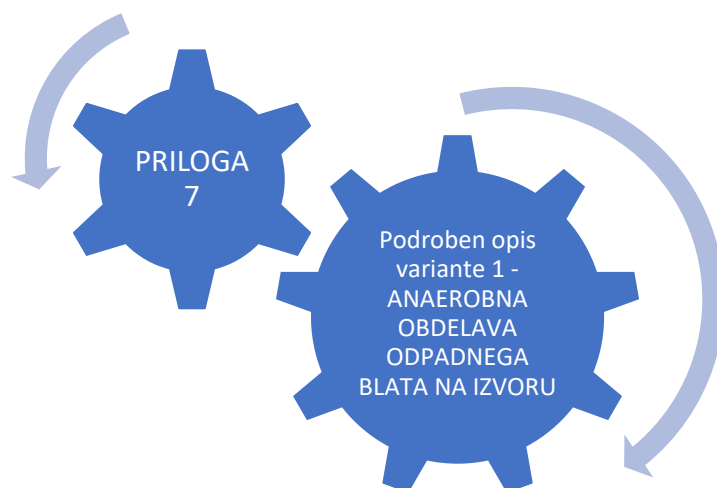 PRILOGA
7
Podroben opis
variante 1 -
ANAEROBNA
OBDELAVA
ODPADNEGA
BLATA NA IZVORU